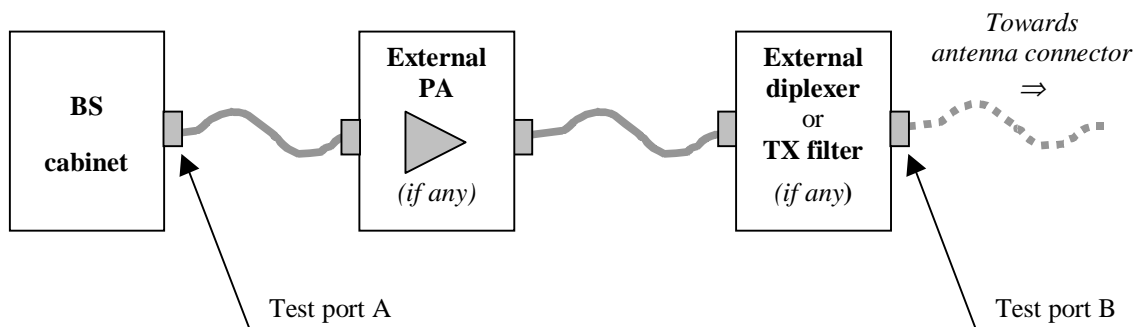 BS
cabinet
External
PA
(if any)
External
diplexer
or
TX filter
(if any)
Towards
antenna connector
⇒
Test port A
Test port B